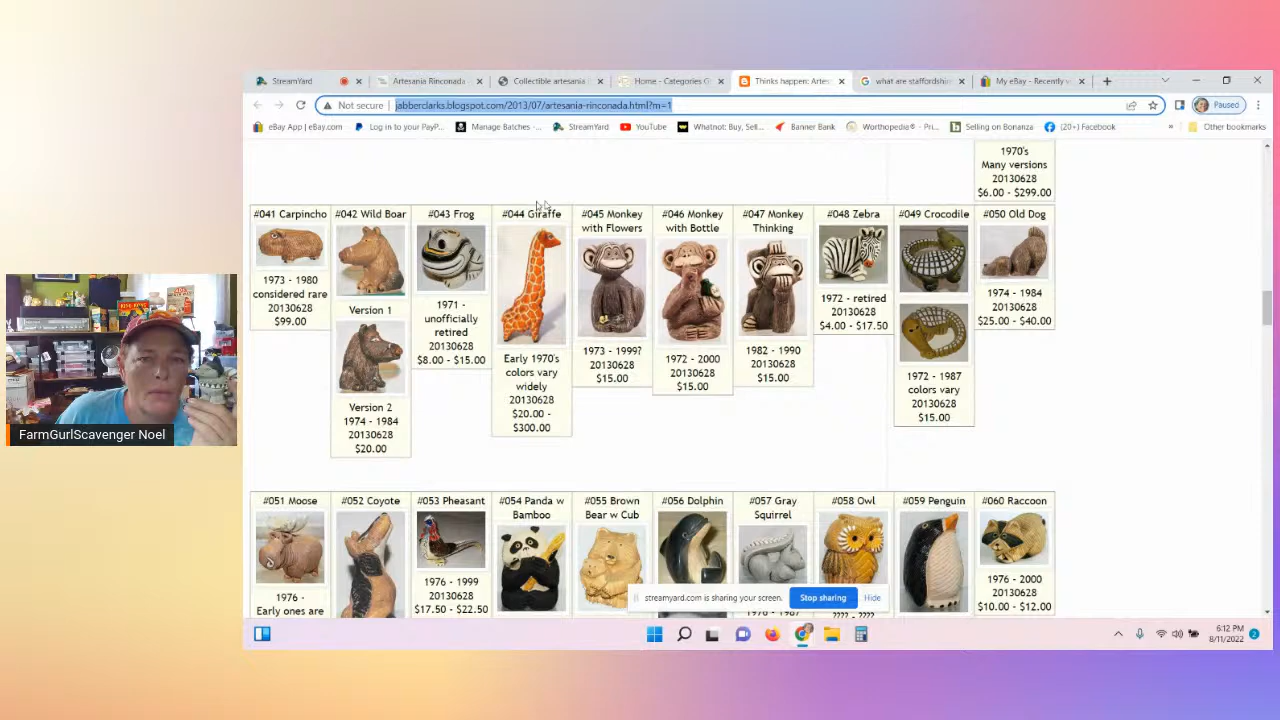 StreamYard
Artesania Rinconada
Collectible artesania
Home - Categories G
Thinks happen: Artes
what are staffordshir
My eBay - Recently v
Not secure
jabberclarks.blogspot.com/2013/07/artesania-rinconada.html?m=1
Paused
eBay App | eBay.com
Log in to your PayP...
Manage Batches -...
StreamYard
YouTube
Whatnot: Buy, Sell...
Banner Bank
Worthopedia® - Pri...
Selling on Bonanza
(20+) Facebook
»
Other bookmarks
1970's
Many versions
20130628
$6.00 - $299.00
#041 Carpincho
1973 - 1980
considered rare
20130628
$99.00
#042 Wild Boar
Version 1
Version 2
1974 - 1984
20130628
$20.00
#043 Frog
1971 -
unofficially
retired
20130628
$8.00 - $15.00
#044 Giraffe
Early 1970's
colors vary
widely
20130628
$20.00 -
$300.00
#045 Monkey
with Flowers
1973 - 1999?
20130628
$15.00
#046 Monkey
with Bottle
1972 - 2000
20130628
$15.00
#047 Monkey
Thinking
1982 - 1990
20130628
$15.00
#048 Zebra
1972 - retired
20130628
$4.00 - $17.50
#049 Crocodile
1972 - 1987
colors vary
20130628
$15.00
#050 Old Dog
1974 - 1984
20130628
$25.00 - $40.00
FarmGurlScavenger Noel
#051 Moose
1976 -
Early ones are
#052 Coyote
#053 Pheasant
1976 - 1999
20130628
$17.50 - $22.50
#054 Panda w
Bamboo
#055 Brown
Bear w Cub
#056 Dolphin
#057 Gray
Squirrel
#058 Owl
#059 Penguin
#060 Raccoon
1976 - 2000
20130628
$10.00 - $12.00
streamyard.com is sharing your screen.
Stop sharing
Hide
6:12 PM
8/11/2022
2